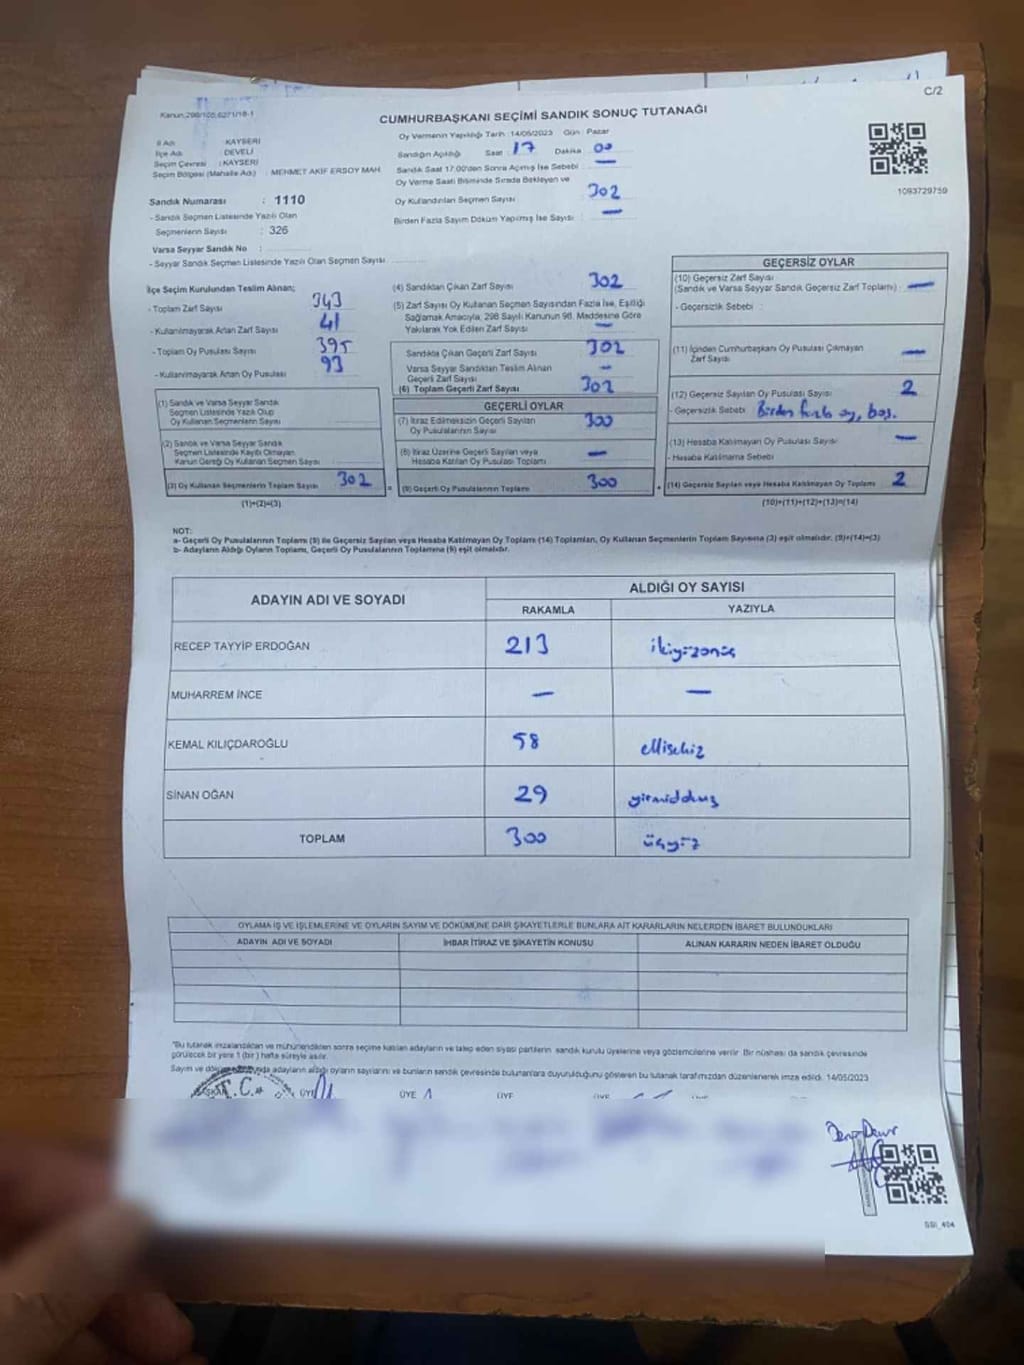 C/2
Kanun:298/105,6271/18-1
CUMHURBAŞKANI SEÇİMİ SANDIK SONUÇ TUTANAĞI
Oy Vermenin Yapıldığı Tarih : 14/05/2023 Gün : Pazar
İl Adı : KAYSERİ
İlçe Adı : DEVELİ
Seçim Çevresi : KAYSERİ
Seçim Bölgesi (Mahalle Adı) : MEHMET AKİF ERSOY MAH.
Sandığın Açıldığı Saat : 17 Dakika : 00
Sandık Saat 17.00'den Sonra Açılmış İse Sebebi : —
Oy Verme Saati Bitiminde Sırada Bekleyen ve
Oy Kullandırılan Seçmen Sayısı : 302
Birden Fazla Sayım Döküm Yapılmış İse Sayısı : —
1093729759
Sandık Numarası : 1110
- Sandık Seçmen Listesinde Yazılı Olan
Seçmenlerin Sayısı : 326
Varsa Seyyar Sandık No :
- Seyyar Sandık Seçmen Listesinde Yazılı Olan Seçmen Sayısı :
İlçe Seçim Kurulundan Teslim Alınan;
- Toplam Zarf Sayısı : 343
- Kullanılmayarak Artan Zarf Sayısı : 41
- Toplam Oy Pusulası Sayısı : 395
- Kullanılmayarak Artan Oy Pusulası : 93
(1) Sandık ve Varsa Seyyar Sandık
Seçmen Listesinde Yazılı Olup
Oy Kullanan Seçmenlerin Sayısı :
(2) Sandık ve Varsa Seyyar Sandık
Seçmen Listesinde Kaydı Olmayan,
Kanun Gereği Oy Kullanan Seçmen Sayısı :
(3) Oy Kullanan Seçmenlerin Toplam Sayısı : 302
(1)+(2)=(3)
(4) Sandıktan Çıkan Zarf Sayısı : 302
(5) Zarf Sayısı Oy Kullanan Seçmen Sayısından Fazla İse, Eşitliği
Sağlamak Amacıyla, 298 Sayılı Kanunun 98. Maddesine Göre
Yakılarak Yok Edilen Zarf Sayısı : —
Sandıkta Çıkan Geçerli Zarf Sayısı : 302
Varsa Seyyar Sandıktan Teslim Alınan
Geçerli Zarf Sayısı : —
(6) Toplam Geçerli Zarf Sayısı : 302
GEÇERLİ OYLAR
(7) İtiraz Edilmeksizin Geçerli Sayılan
Oy Pusulalarının Sayısı : 300
(8) İtiraz Üzerine Geçerli Sayılan veya
Hesaba Katılan Oy Pusulası Toplamı : —
= (9) Geçerli Oy Pusulalarının Toplamı : 300
GEÇERSİZ OYLAR
(10) Geçersiz Zarf Sayısı
(Sandık ve Varsa Seyyar Sandık Geçersiz Zarf Toplamı) : —
- Geçersizlik Sebebi :
(11) İçinden Cumhurbaşkanı Oy Pusulası Çıkmayan
Zarf Sayısı : —
(12) Geçersiz Sayılan Oy Pusulası Sayısı : 2
- Geçersizlik Sebebi : Birden fazla oy, boş.
(13) Hesaba Katılmayan Oy Pusulası Sayısı : —
- Hesaba Katılmama Sebebi :
+ (14) Geçersiz Sayılan veya Hesaba Katılmayan Oy Toplamı : 2
(10)+(11)+(12)+(13)=(14)
NOT:
a- Geçerli Oy Pusulalarının Toplamı (9) ile Geçersiz Sayılan veya Hesaba Katılmayan Oy Toplamı (14) Toplamları, Oy Kullanan Seçmenlerin Toplam Sayısına (3) eşit olmalıdır. (9)+(14)=(3)
b- Adayların Aldığı Oyların Toplamı, Geçerli Oy Pusulalarının Toplamına (9) eşit olmalıdır.
ADAYIN ADI VE SOYADI
ALDIĞI OY SAYISI
RAKAMLA YAZIYLA
RECEP TAYYİP ERDOĞAN 213 ikiyüzonüç
MUHARREM İNCE — —
KEMAL KILIÇDAROĞLU 58 ellisekiz
SİNAN OĞAN 29 yirmidokuz
TOPLAM 300 üçyüz
OYLAMA İŞ VE İŞLEMLERİNE VE OYLARIN SAYIM VE DÖKÜMÜNE DAİR ŞİKAYETLERLE BUNLARA AİT KARARLARIN NELERDEN İBARET BULUNDUKLARI
ADAYIN ADI VE SOYADI İHBAR İTİRAZ VE ŞİKAYETİN KONUSU ALINAN KARARIN NEDEN İBARET OLDUĞU
"Bu tutanak imzalandıktan ve mühürlendikten sonra seçime katılan adayların ve talep eden siyasi partilerin sandık kurulu üyelerine veya gözlemcilerine verilir. Bir nüshası da sandık çevresinde
görülecek bir yere 1 (bir) hafta süreyle asılır.
Sayım ve adayların aldığı oyların sayılarını ve bunların sandık çevresinde bulunanlara duyurulduğunu gösteren bu tutanak tarafımızdan düzenlenerek imza edildi. 14/05/2023
T.C.
ÜYE ÜYE ÜYE ÜYE ÜYE
SSI_404